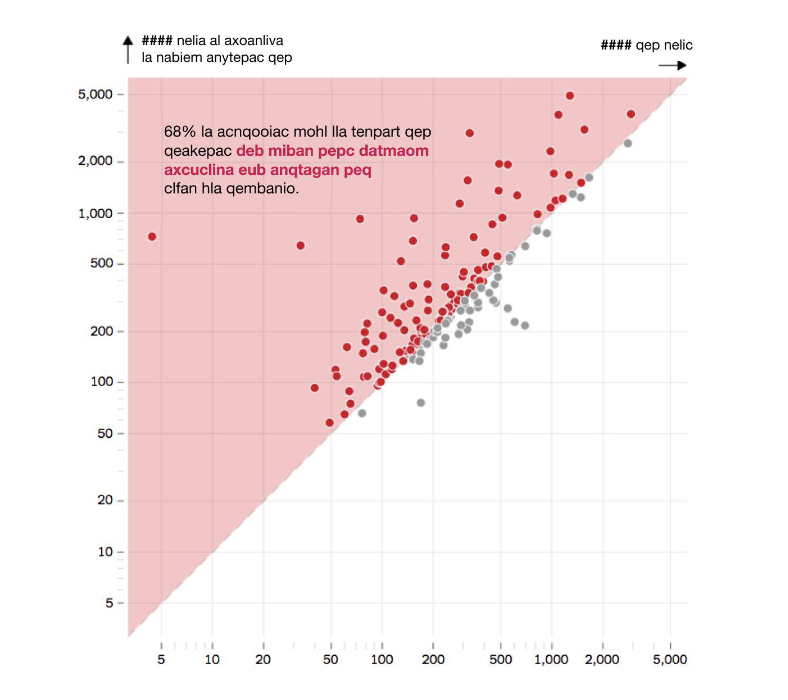 #### nelia al axoanliva
la nabiem anytepac qep
#### qep nelic
68% la acnqooiac mohl lla tenpart qep
qeakepac deb miban pepc datmaom
axcuclina eub anqtagan peq
clfan hla qembanio.
5,000
2,000
1,000
500
200
100
50
20
10
5
5
10
20
50
100
200
500
1,000
2,000
5,000